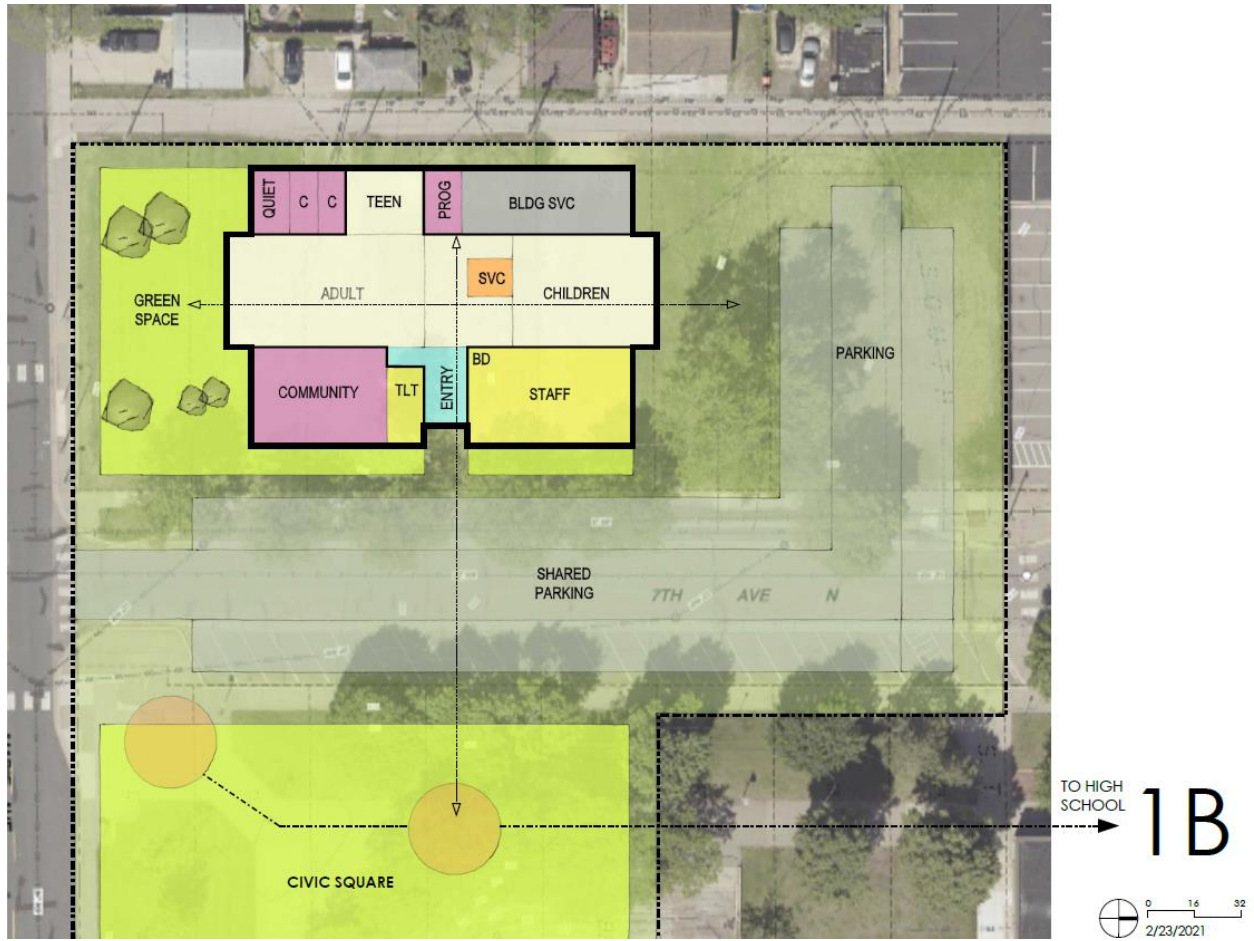 QUIET
C
C
TEEN
PROG
BLDG SVC
SVC
ADULT
CHILDREN
GREEN
SPACE
PARKING
COMMUNITY
TLT
ENTRY
BD
STAFF
SHARED
PARKING
7TH AVE N
TO HIGH
SCHOOL
1B
CIVIC SQUARE
0 16 32
2/23/2021